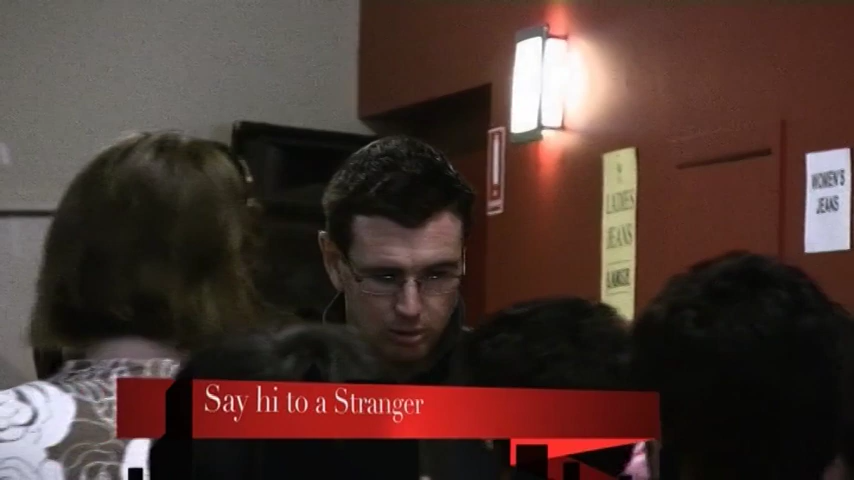 LADIES
JEANS
WOMEN'S
JEANS
Say hi to a Stranger